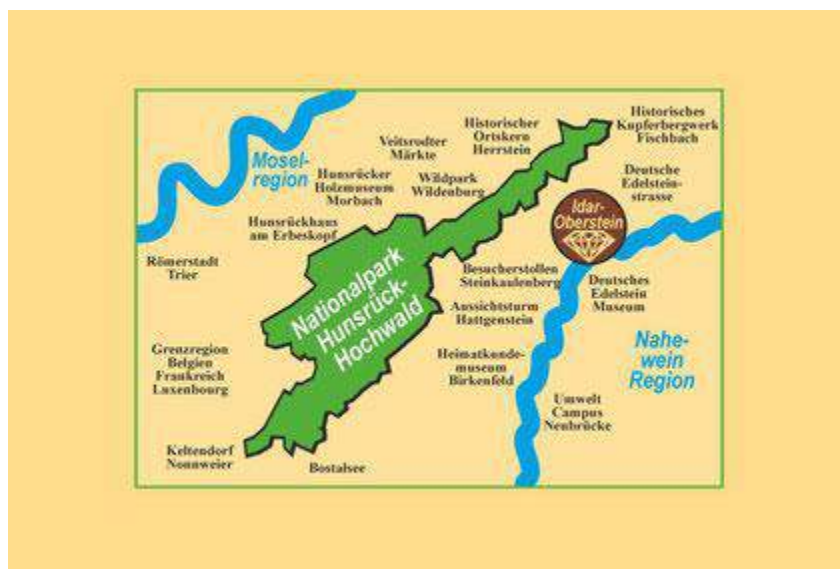 Historisches
Kupferbergwerk
Fischbach
Historischer
Ortskern
Herrstein
Veitsrodter
Märkte
Mosel-
region
Hunsrücker
Holzmuseum
Morbach
Wildpark
Wildenburg
Deutsche
Edelstein-
strasse
Idar-
Oberstein
Hunsrückhaus
am Erbeskopf
Römerstadt
Trier
Besucherstollen
Steinkaulenberg
Deutsches
Edelstein
Museum
Nationalpark
Hunsrück-
Hochwald
Aussichtsturm
Hattgenstein
Grenzregion
Belgien
Frankreich
Luxenbourg
Heimatkunde-
museum
Birkenfeld
Nahe-
wein
Region
Umwelt
Campus
Neubrücke
Keltendorf
Nonnweier
Bostalsee